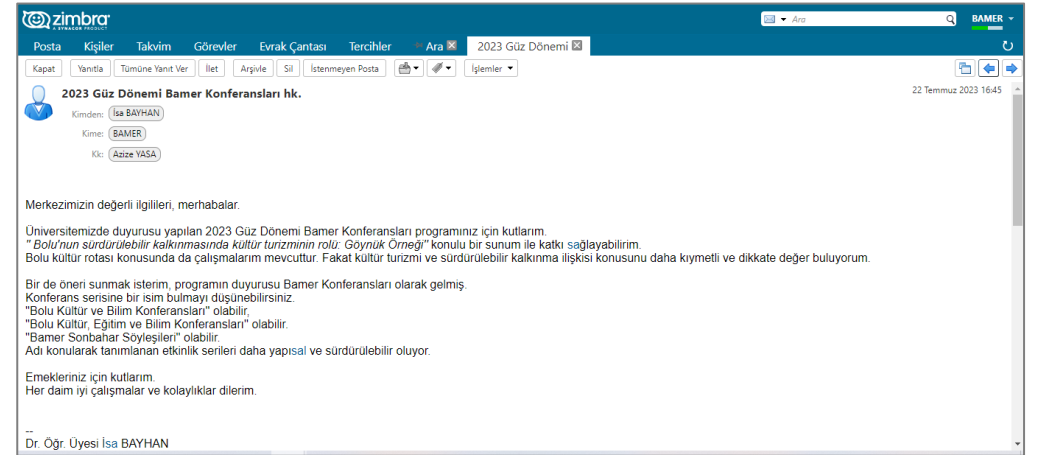 zimbra
A SYNACOR PRODUCT
Ara
BAMER
Posta Kişiler Takvim Görevler Evrak Çantası Tercihler Ara 2023 Güz Dönemi
Kapat Yanıtla Tümüne Yanıt Ver İlet Arşivle Sil İstenmeyen Posta İşlemler
2023 Güz Dönemi Bamer Konferansları hk.
22 Temmuz 2023 16:45
Kimden: İsa BAYHAN
Kime: BAMER
Kk: Azize YASA
Merkezimizin değerli ilgilileri, merhabalar.
Üniversitemizde duyurusu yapılan 2023 Güz Dönemi Bamer Konferansları programınız için kutlarım.
" Bolu'nun sürdürülebilir kalkınmasında kültür turizminin rolü: Göynük Örneği" konulu bir sunum ile katkı sağlayabilirim.
Bolu kültür rotası konusunda da çalışmalarım mevcuttur. Fakat kültür turizmi ve sürdürülebilir kalkınma ilişkisi konusunu daha kıymetli ve dikkate değer buluyorum.
Bir de öneri sunmak isterim, programın duyurusu Bamer Konferansları olarak gelmiş.
Konferans serisine bir isim bulmayı düşünebilirsiniz.
"Bolu Kültür ve Bilim Konferansları" olabilir,
"Bolu Kültür, Eğitim ve Bilim Konferansları" olabilir.
"Bamer Sonbahar Söyleşileri" olabilir.
Adı konularak tanımlanan etkinlik serileri daha yapısal ve sürdürülebilir oluyor.
Emekleriniz için kutlarım.
Her daim iyi çalışmalar ve kolaylıklar dilerim.
--
Dr. Öğr. Üyesi İsa BAYHAN